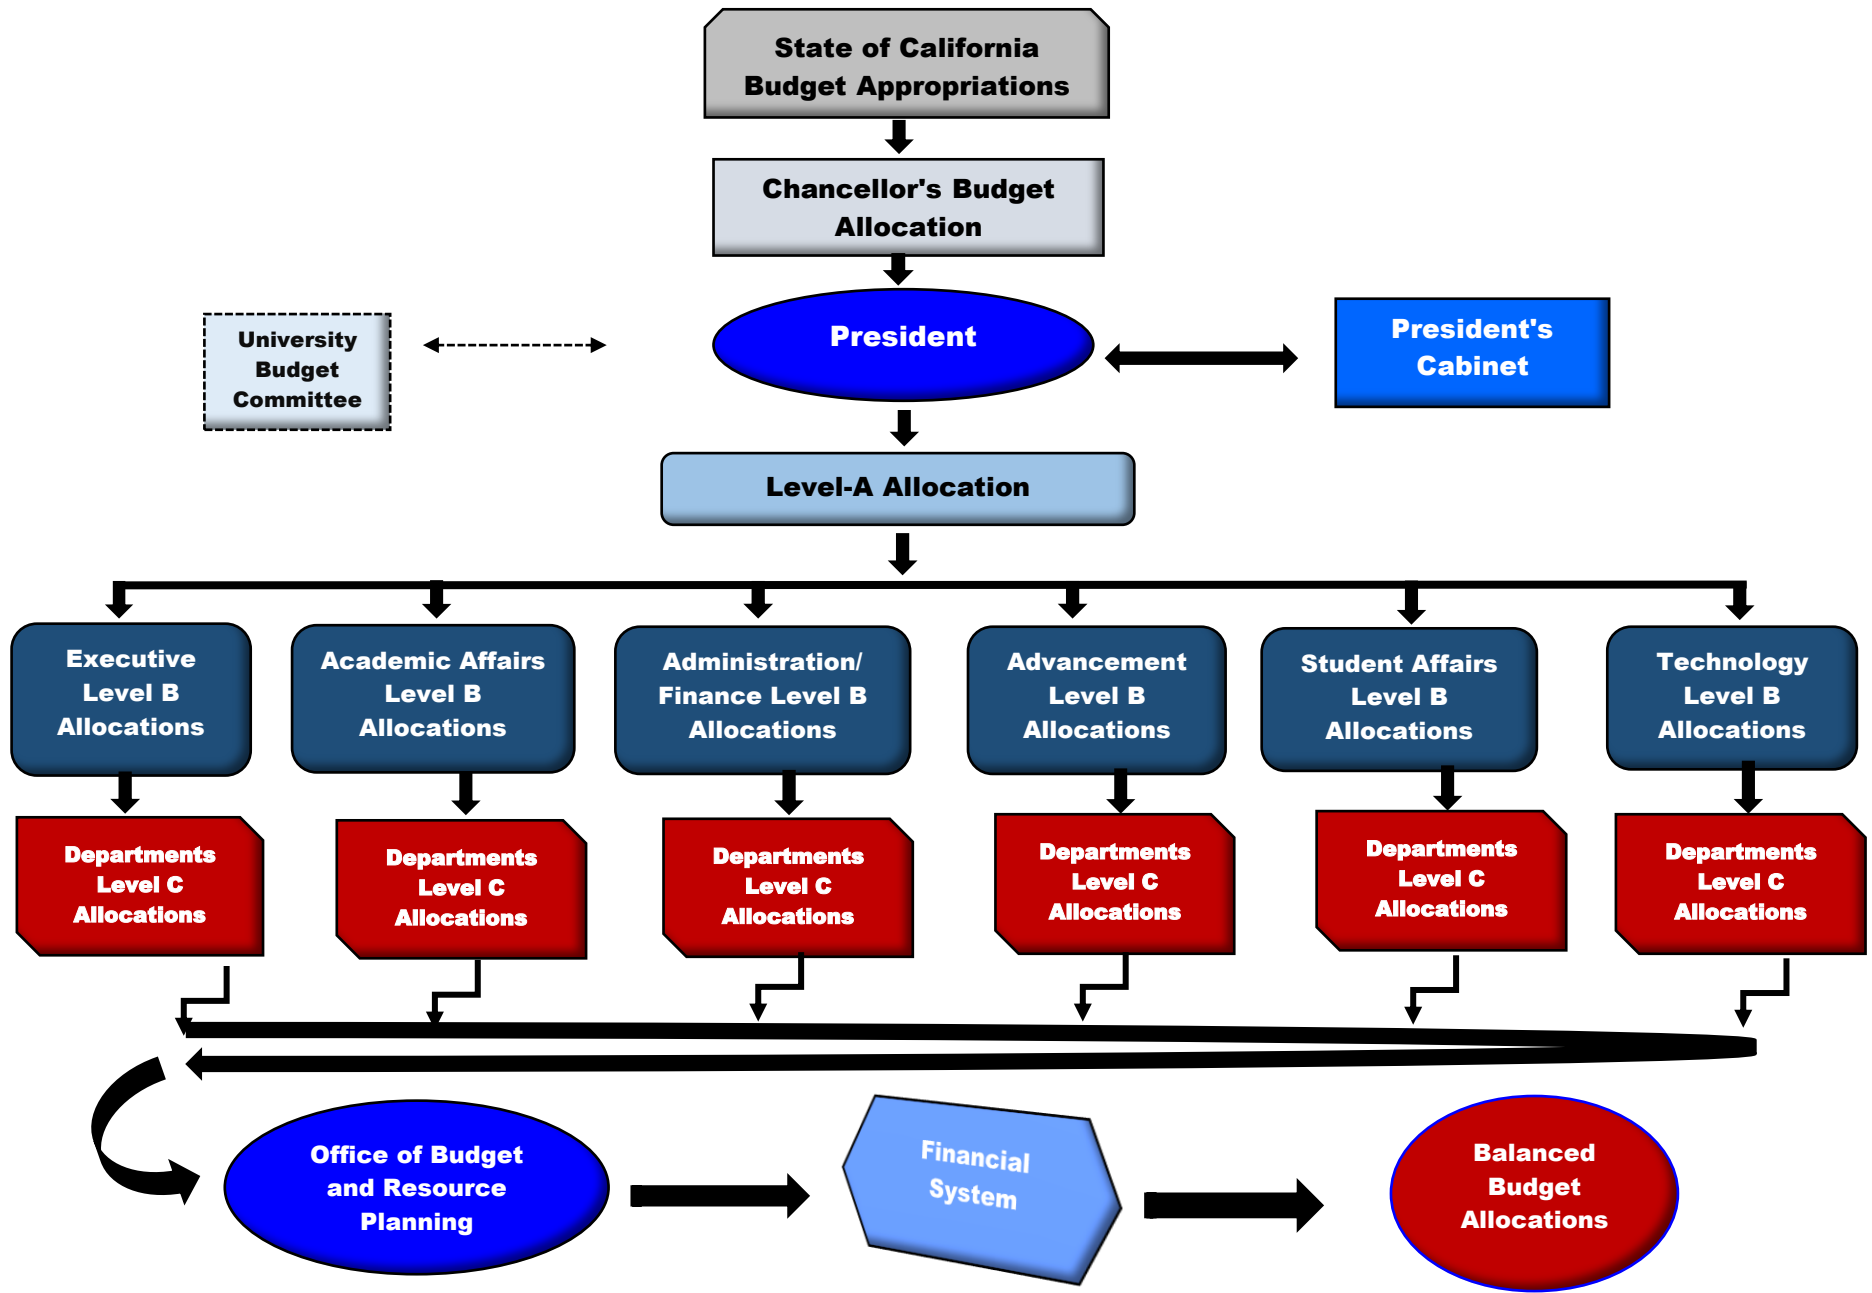 State of California
Budget Appropriations
Chancellor's Budget
Allocation
University
Budget
Committee
President
President's
Cabinet
Level-A Allocation
Executive
Level B
Allocations
Academic Affairs
Level B
Allocations
Administration/
Finance Level B
Allocations
Advancement
Level B
Allocations
Student Affairs
Level B
Allocations
Technology
Level B
Allocations
Departments
Level C
Allocations
Departments
Level C
Allocations
Departments
Level C
Allocations
Departments
Level C
Allocations
Departments
Level C
Allocations
Departments
Level C
Allocations
Office of Budget
and Resource
Planning
Financial
System
Balanced
Budget
Allocations